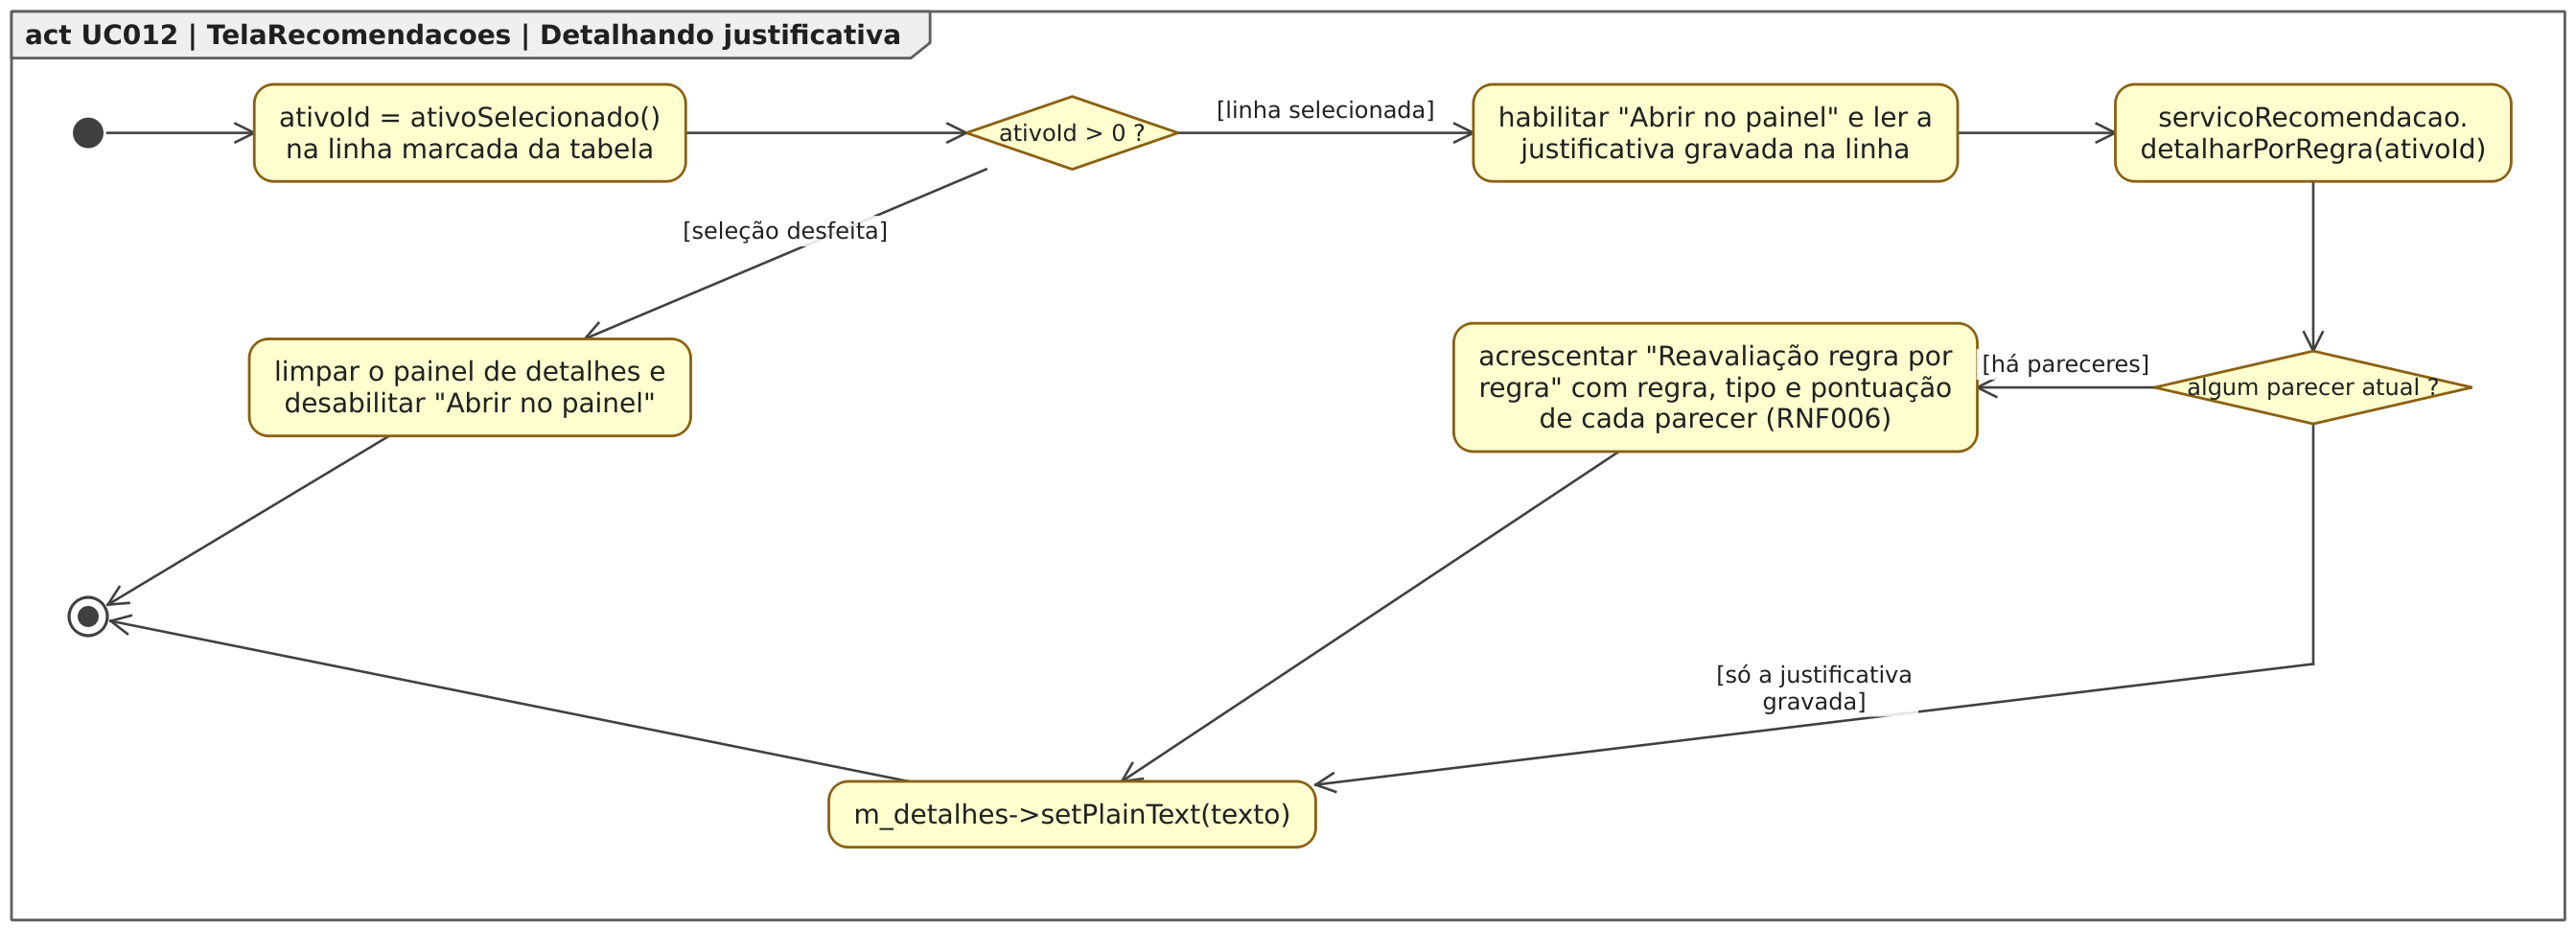 act UC012 | TelaRecomendacoes | Detalhando justificativa
ativoId = ativoSelecionado()
na linha marcada da tabela
ativoId > 0 ?
[linha selecionada]
habilitar "Abrir no painel" e ler a
justificativa gravada na linha
servicoRecomendacao.
detalharPorRegra(ativoId)
[seleção desfeita]
limpar o painel de detalhes e
desabilitar "Abrir no painel"
acrescentar "Reavaliação regra por
regra" com regra, tipo e pontuação
de cada parecer (RNF006)
[há pareceres]
algum parecer atual ?
[só a justificativa
gravada]
m_detalhes->setPlainText(texto)